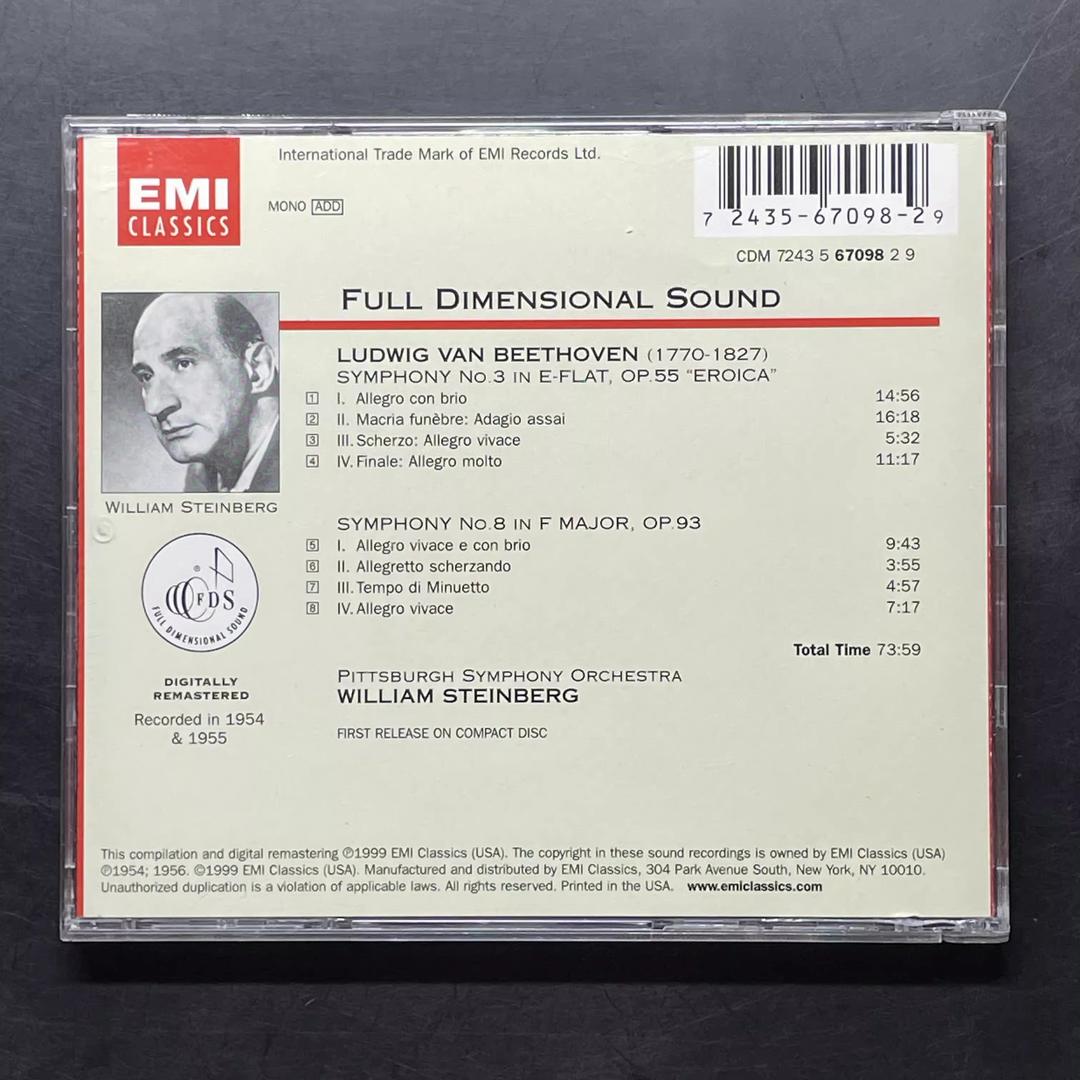 EMI
CLASSICS
International Trade Mark of EMI Records Ltd.
MONO ADD
7 2435-67098-2 9
CDM 7243 5 67098 2 9
FULL DIMENSIONAL SOUND
LUDWIG VAN BEETHOVEN (1770-1827)
SYMPHONY NO.3 IN E-FLAT, OP.55 "EROICA"
1 I. Allegro con brio 14:56
2 II. Macria funèbre: Adagio assai 16:18
3 III. Scherzo: Allegro vivace 5:32
4 IV. Finale: Allegro molto 11:17
WILLIAM STEINBERG
SYMPHONY NO.8 IN F MAJOR, OP.93
5 I. Allegro vivace e con brio 9:43
6 II. Allegretto scherzando 3:55
7 III. Tempo di Minuetto 4:57
8 IV. Allegro vivace 7:17
® FDS
FULL DIMENSIONAL SOUND
Total Time 73:59
DIGITALLY
REMASTERED
Recorded in 1954
& 1955
PITTSBURGH SYMPHONY ORCHESTRA
WILLIAM STEINBERG
FIRST RELEASE ON COMPACT DISC
This compilation and digital remastering ℗1999 EMI Classics (USA). The copyright in these sound recordings is owned by EMI Classics (USA)
℗1954; 1956. ©1999 EMI Classics (USA). Manufactured and distributed by EMI Classics, 304 Park Avenue South, New York, NY 10010.
Unauthorized duplication is a violation of applicable laws. All rights reserved. Printed in the USA. www.emiclassics.com